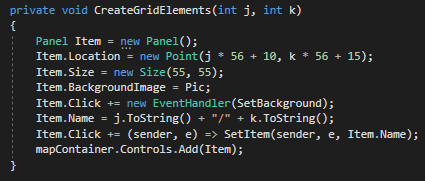 private void CreateGridElements(int j, int k)
{
Panel Item = new Panel();
Item.Location = new Point(j * 56 + 10, k * 56 + 15);
Item.Size = new Size(55, 55);
Item.BackgroundImage = Pic;
Item.Click += new EventHandler(SetBackground);
Item.Name = j.ToString() + "/" + k.ToString();
Item.Click += (sender, e) => SetItem(sender, e, Item.Name);
mapContainer.Controls.Add(Item);
}